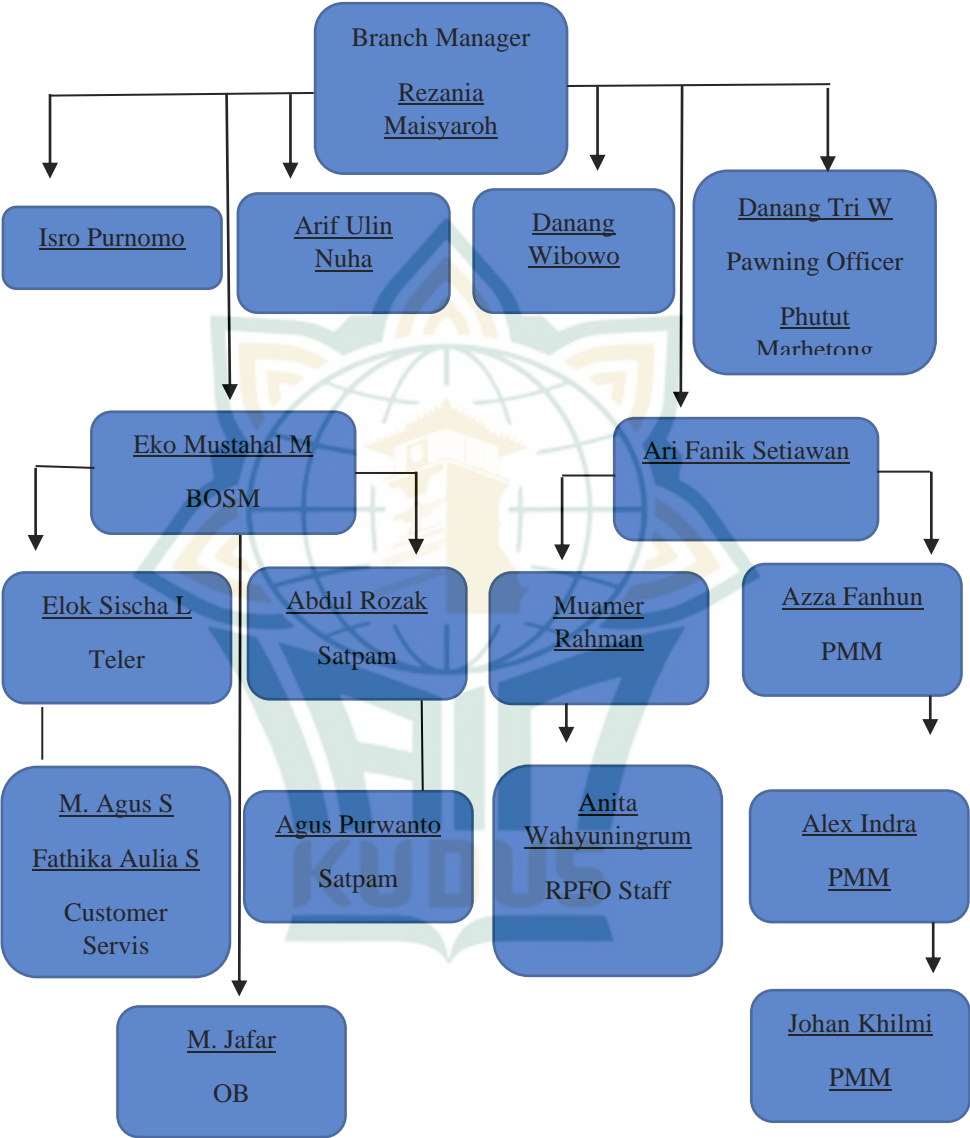 Branch Manager
Rezania
Maisyaroh
Isro Purnomo
Arif Ulin
Nuha
Danang
Wibowo
Danang Tri W
Pawning Officer
Phutut
Marhetong
Eko Mustahal M
BOSM
Ari Fanik Setiawan
Elok Sischa L
Teler
Abdul Rozak
Satpam
Muamer
Rahman
Azza Fanhun
PMM
M. Agus S
Fathika Aulia S
Customer
Servis
Agus Purwanto
Satpam
Anita
Wahyuningrum
RPFO Staff
Alex Indra
PMM
M. Jafar
OB
Johan Khilmi
PMM
KUDUS